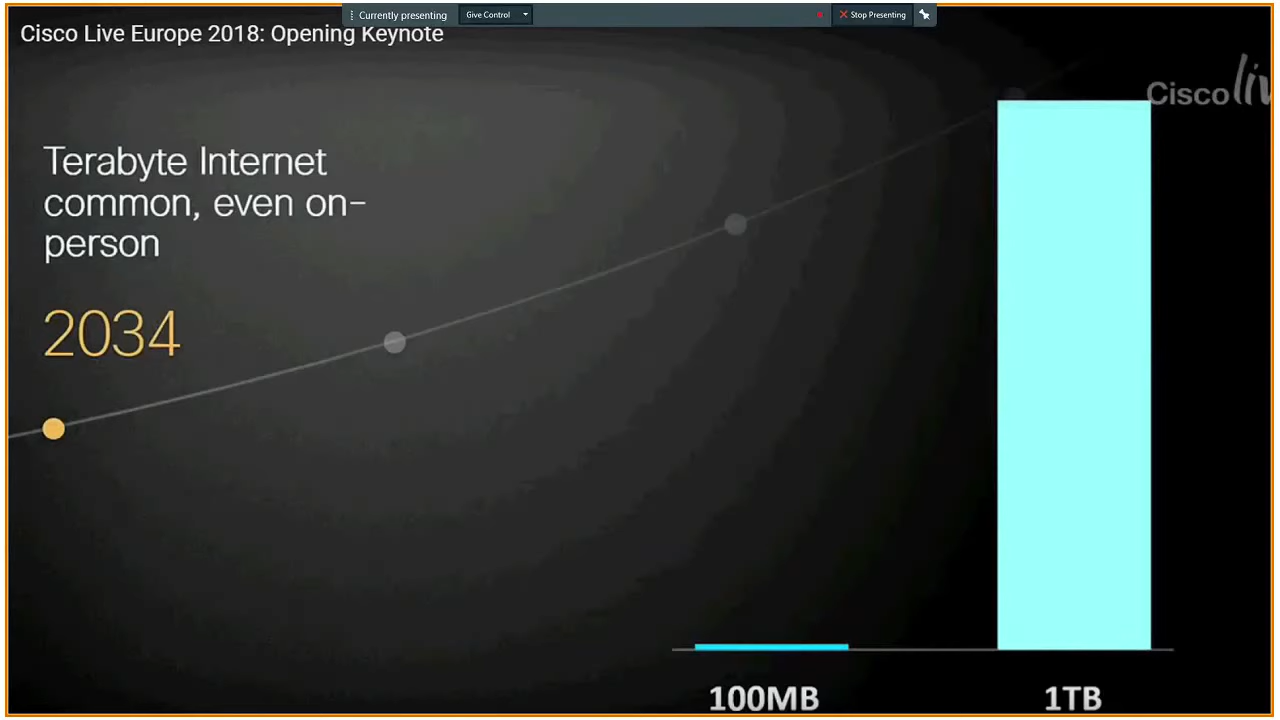 Currently presenting
Give Control
Stop Presenting
Cisco Live Europe 2018: Opening Keynote
Cisco
Terabyte Internet
common, even on-
person
2034
100MB
1TB